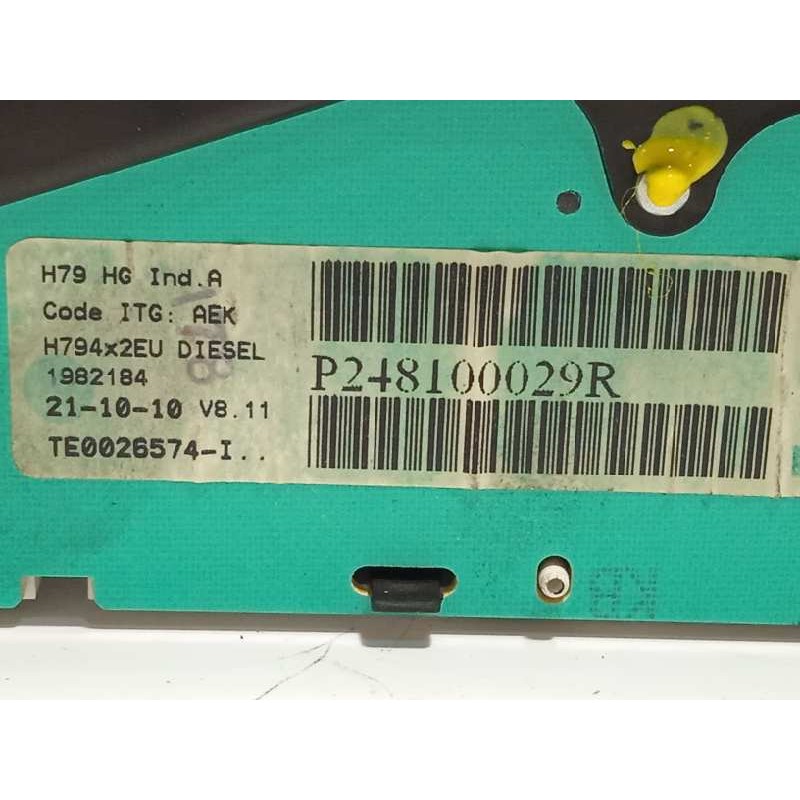 H79 HG Ind.A
Code ITG: AEK
H794x2EU DIESEL
1982184
21-10-10 V8.11
TE0026574-I..
P248100029R